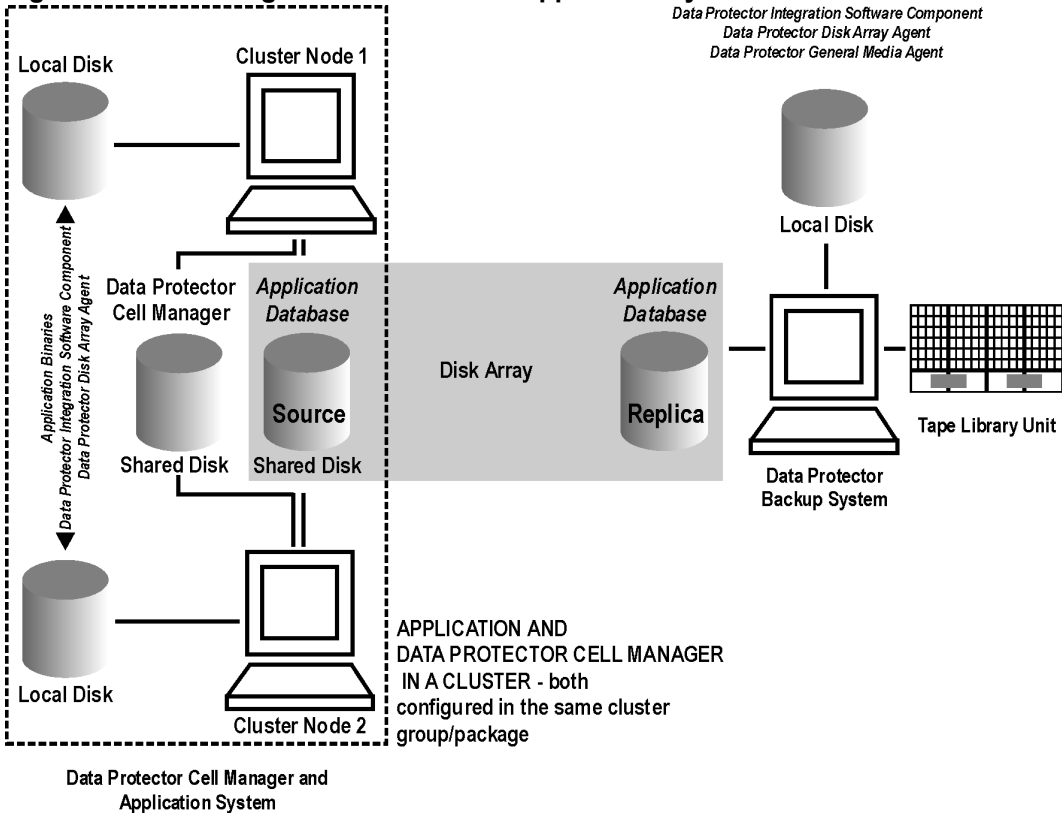 Data Protector Integration Software Component
Data Protector Disk Array Agent
Data Protector General Media Agent
Local Disk
Cluster Node 1
Local Disk
Application Binaries
Data Protector Integration Software Component
Data Protector Disk Array Agent
Data Protector
Cell Manager
Application
Database
Application
Database
Disk Array
Source
Replica
Shared Disk
Shared Disk
Tape Library Unit
Data Protector
Backup System
Local Disk
Cluster Node 2
APPLICATION AND
DATA PROTECTOR CELL MANAGER
IN A CLUSTER - both
configured in the same cluster
group/package
Data Protector Cell Manager and
Application System